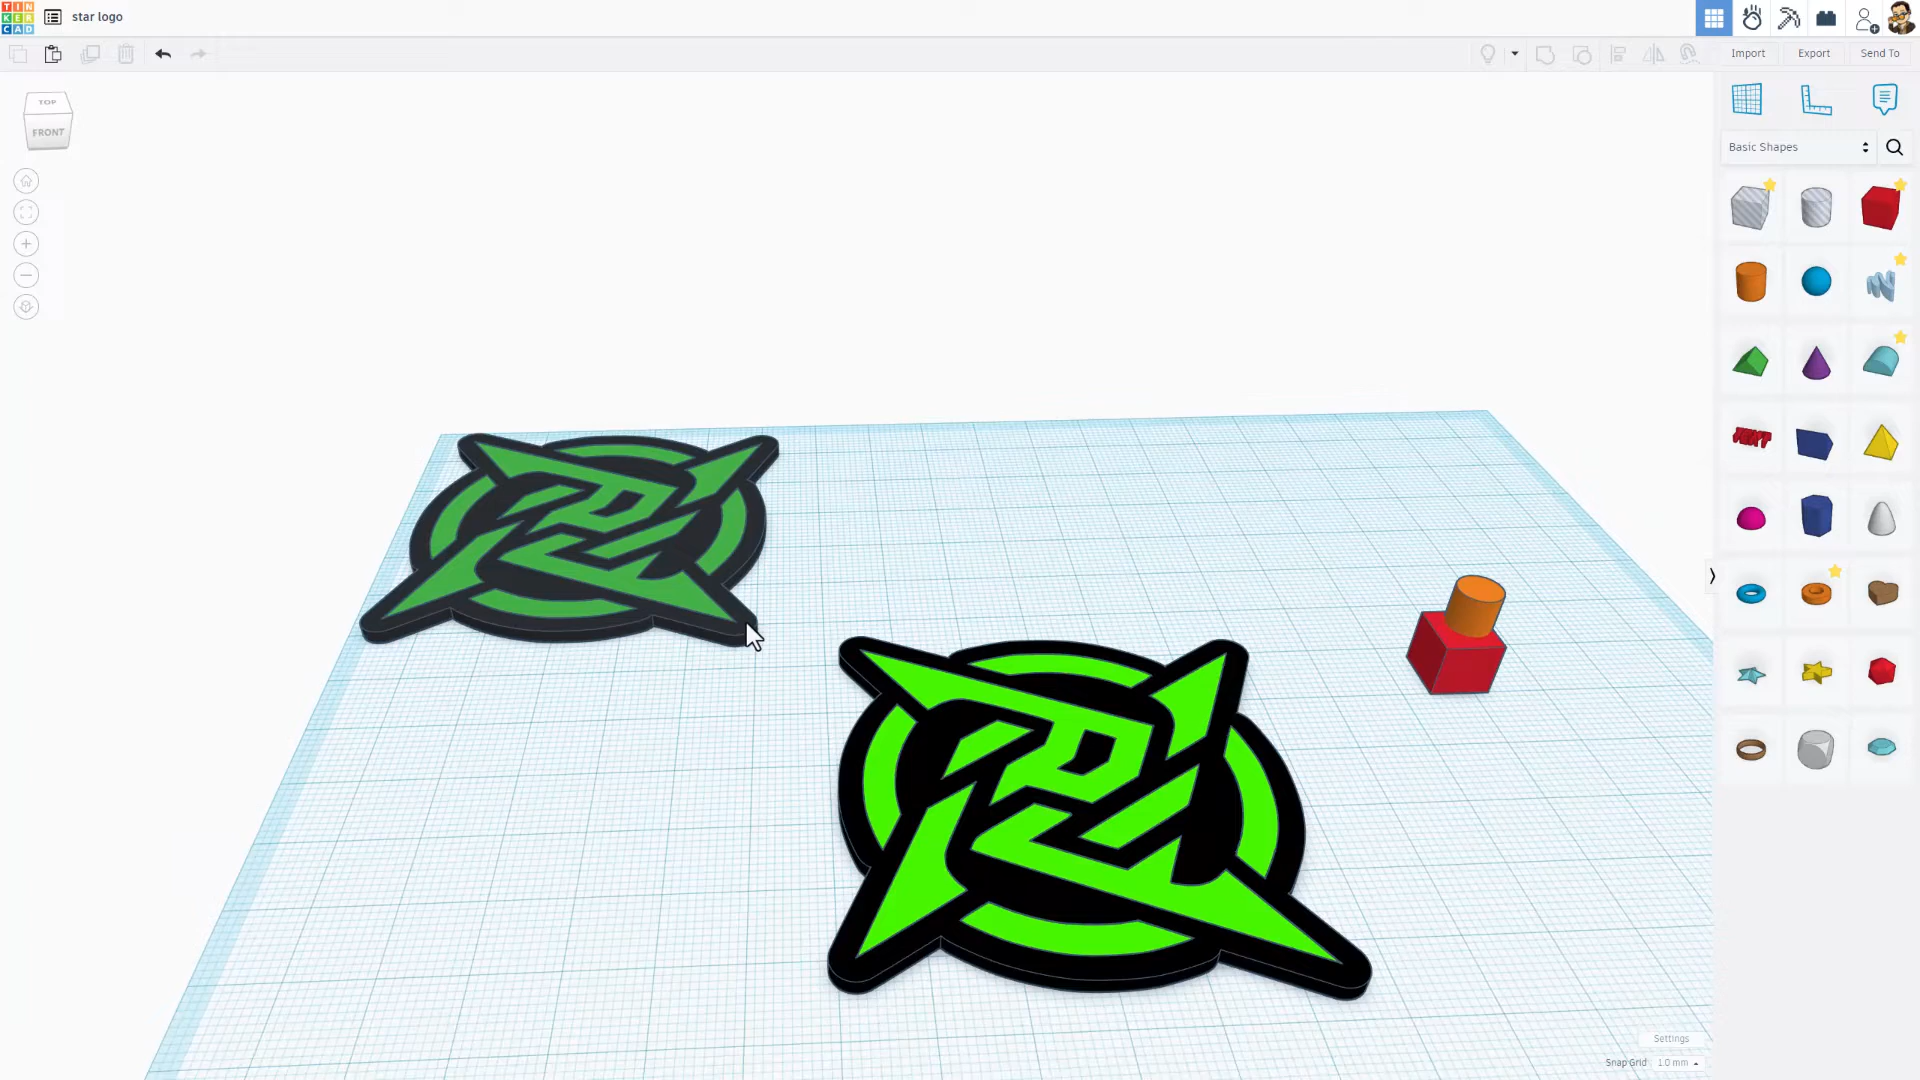 TIN
KER
CAD
star logo
Import
Export
Send To
TOP
FRONT
Basic Shapes
TEXT
Settings
Snap Grid 1.0 mm